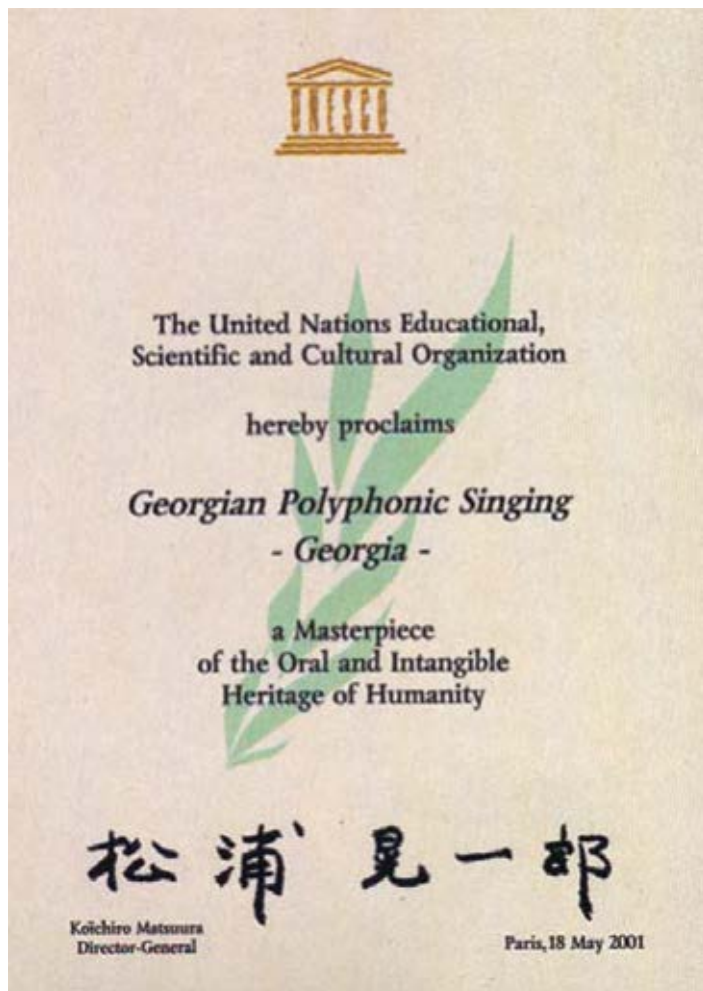 UNESCO
The United Nations Educational,
Scientific and Cultural Organization
hereby proclaims
Georgian Polyphonic Singing
- Georgia -
a Masterpiece
of the Oral and Intangible
Heritage of Humanity
松浦晃一郎
Koïchiro Matsuura
Director-General
Paris, 18 May 2001